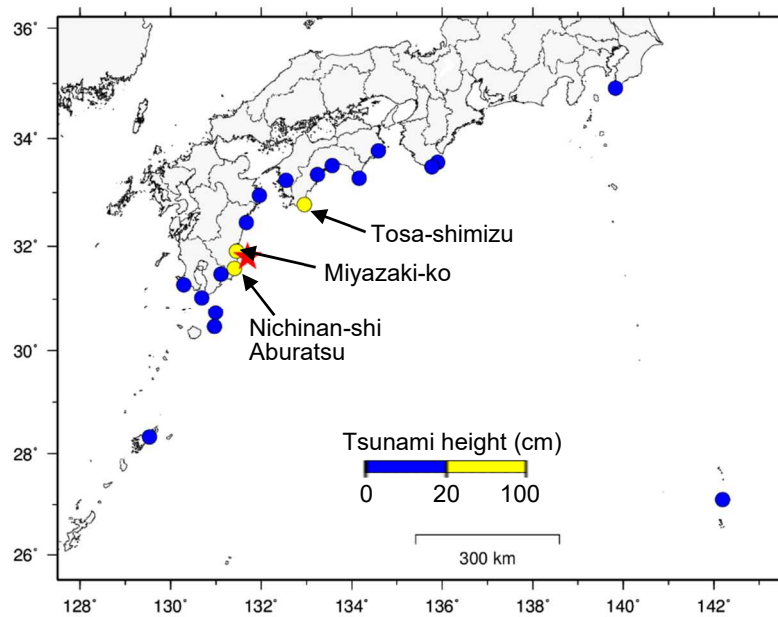 36˚
34˚
32˚
30˚
28˚
26˚
Tosa-shimizu
Miyazaki-ko
Nichinan-shi
Aburatsu
Tsunami height (cm)
0 20 100
300 km
128˚ 130˚ 132˚ 134˚ 136˚ 138˚ 140˚ 142˚